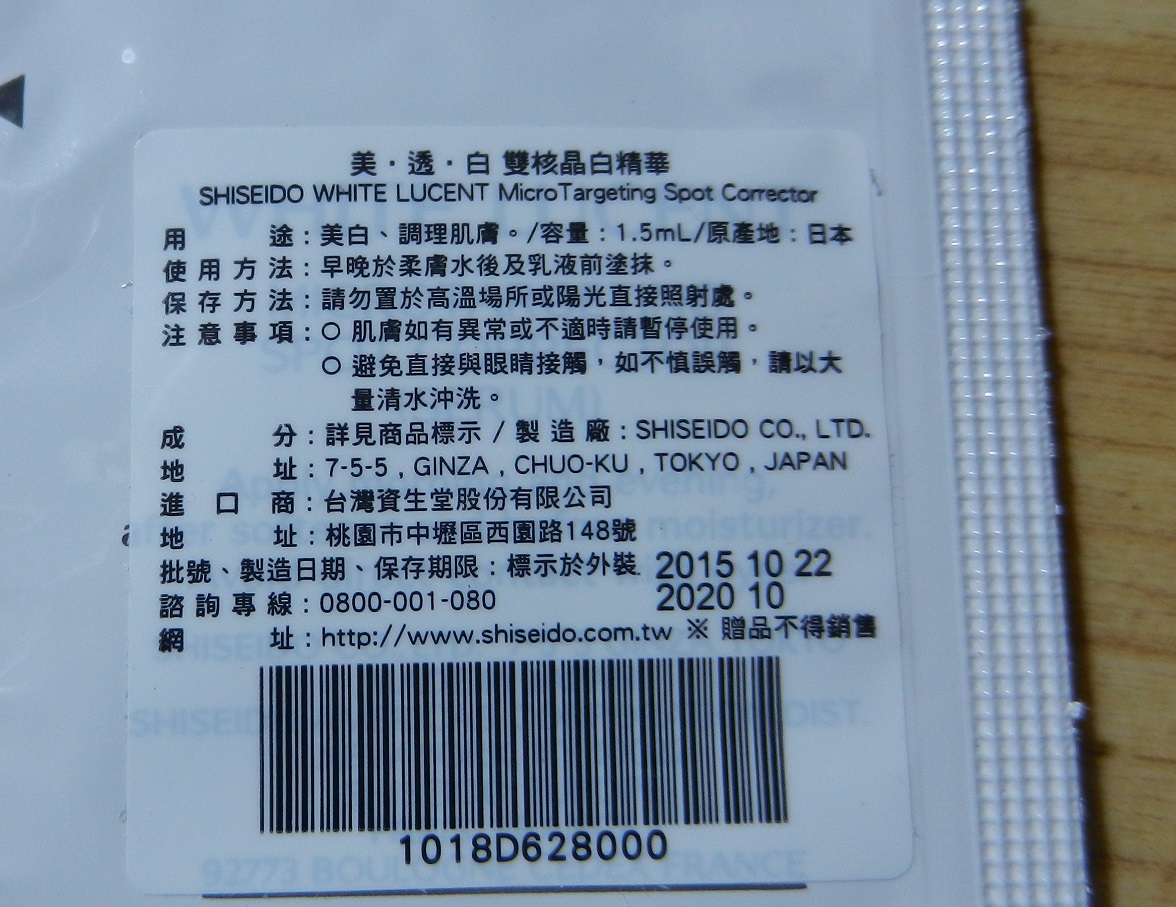 美・透・白 雙核晶白精華
SHISEIDO WHITE LUCENT MicroTargeting Spot Corrector
用途：美白、調理肌膚。/容量：1.5mL/原產地：日本
使用方法：早晚於柔膚水後及乳液前塗抹。
保存方法：請勿置於高溫場所或陽光直接照射處。
注意事項：○ 肌膚如有異常或不適時請暫停使用。
○ 避免直接與眼睛接觸，如不慎誤觸，請以大
量清水沖洗。
成分：詳見商品標示 / 製造廠：SHISEIDO CO., LTD.
地址：7-5-5 , GINZA , CHUO-KU , TOKYO , JAPAN
進口商：台灣資生堂股份有限公司
地址：桃園市中壢區西園路148號
批號、製造日期、保存期限：標示於外裝. 2015 10 22
諮詢專線：0800-001-080 2020 10
網址：http://www.shiseido.com.tw ※ 贈品不得銷售
1018D628000
92773 BOULOGNE CEDEX FRANCE